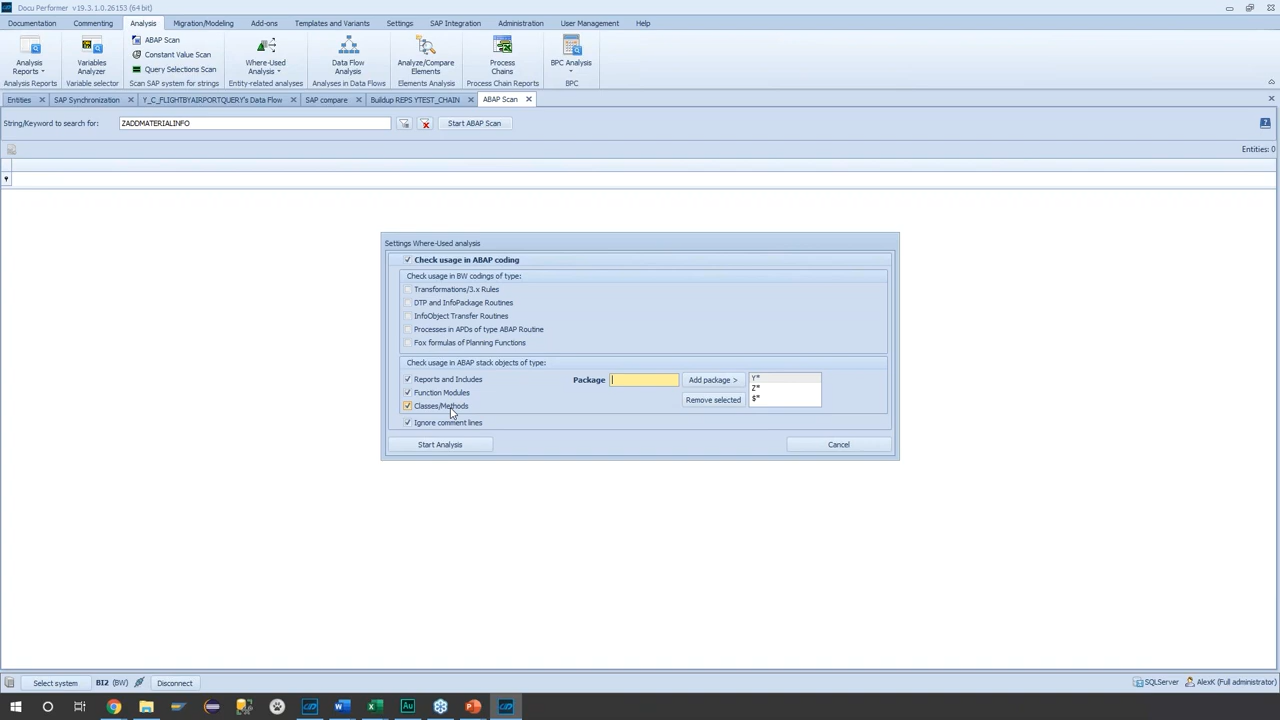 Docu Performer v19.3.1.0.26153 (64 bit)
Documentation Commenting Analysis Migration/Modeling Add-ons Templates and Variants Settings SAP Integration Administration User Management Help
Analysis Reports
Variables Analyzer
ABAP Scan
Constant Value Scan
Query Selections Scan
Where-Used Analysis
Data Flow Analysis
Analyze/Compare Elements
Process Chains
BPC Analysis
Analysis Reports Variable selector Scan SAP system for strings Entity-related analyses Analyses in Data Flows Elements Analysis Process Chain Reports BPC
Entities SAP Synchronization Y_C_FLIGHTBYAIRPORTQUERY's Data Flow SAP compare Buildup REPS YTEST_CHAIN ABAP Scan
String/Keyword to search for: ZADDMATERIALINFO Start ABAP Scan
Entities: 0
Settings Where-Used analysis
Check usage in ABAP coding
Check usage in BW codings of type:
Transformations/3.x Rules
DTP and InfoPackage Routines
InfoObject Transfer Routines
Processes in APDs of type ABAP Routine
Fox formulas of Planning Functions
Check usage in ABAP stack objects of type:
Reports and Includes Package Add package > Y*
Function Modules Z*
Classes/Methods Remove selected $*
Ignore comment lines
Start Analysis Cancel
Select system BI2 (BW) Disconnect SQLServer AlexK (Full administrator)